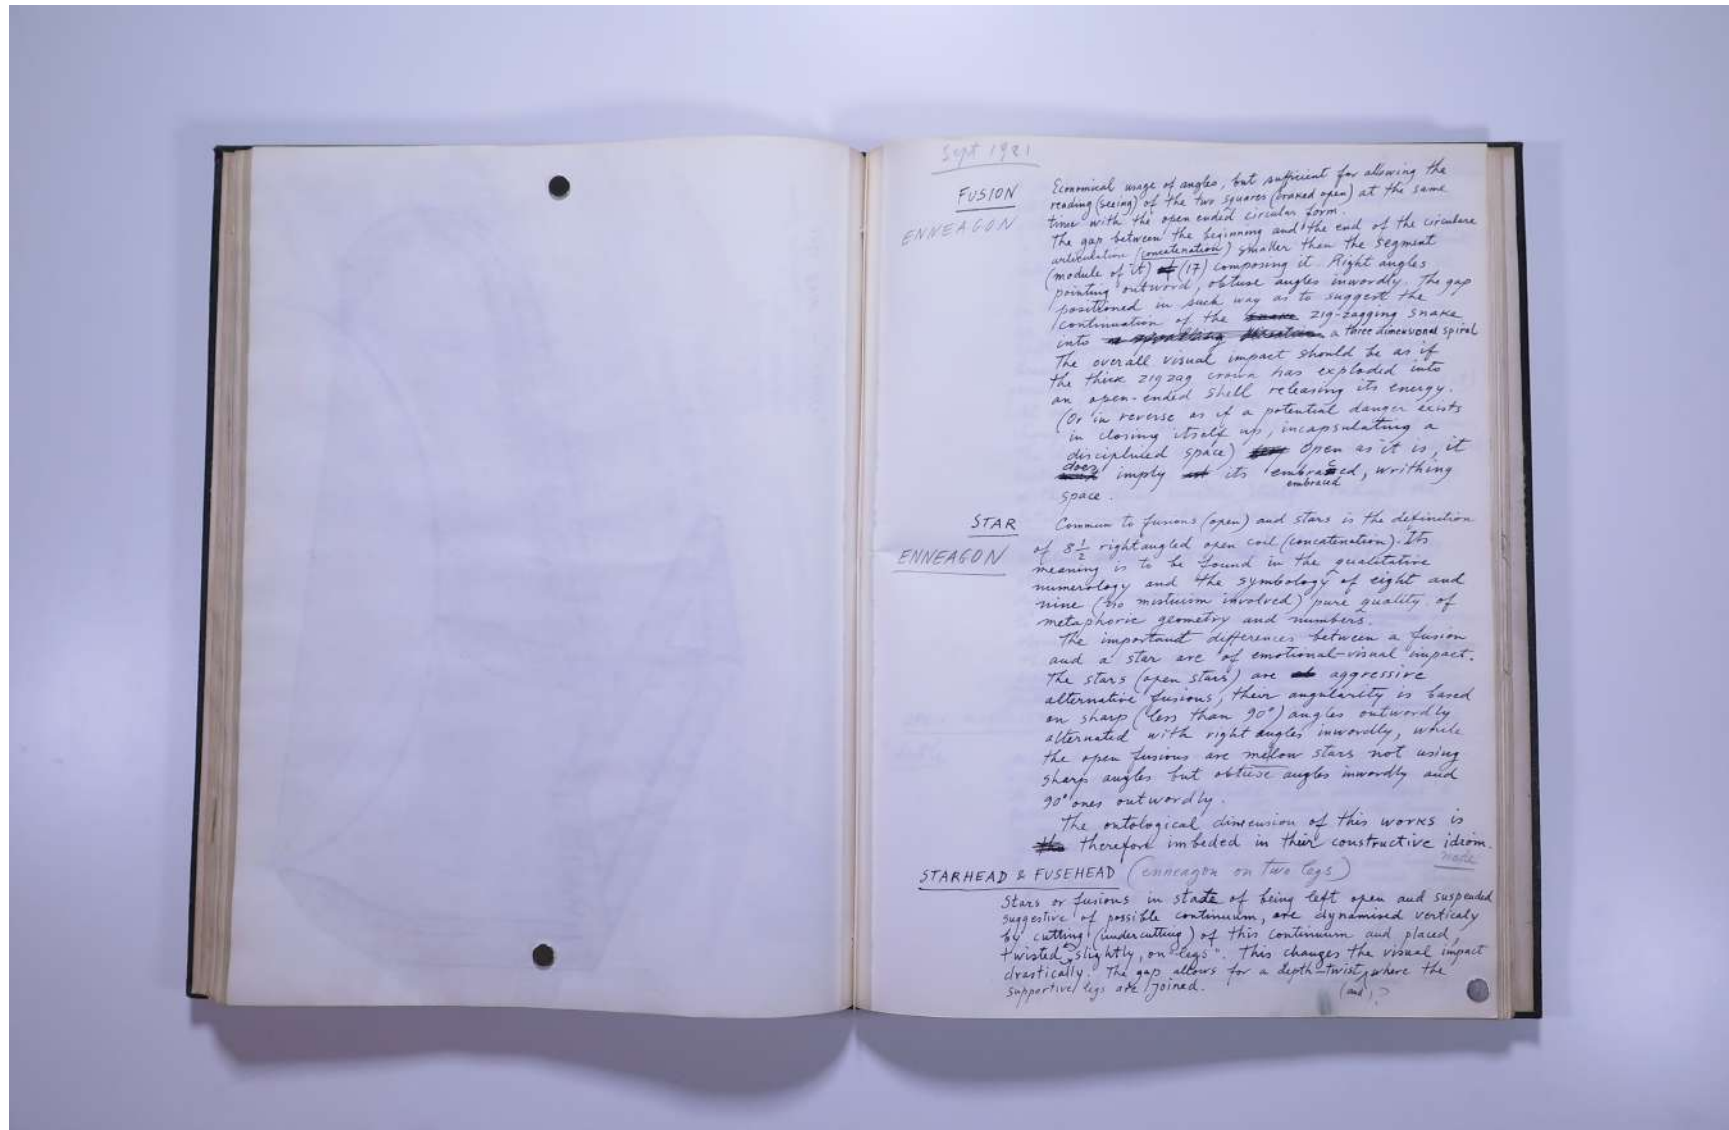 Sept 1981
FUSION
ENNEAGON
Economical usage of angles, but sufficient for allowing the
reading (seeing) of the two squares (braked open) at the same
time with the open ended circular form.
The gap between the beginning and the end of the circulare
articulation (concatenation) smaller then the segment
(module of it) (17) composing it. Right angles
pointing outword, obtuse angles inwordly. The gap
positioned in such way as to suggest the
continuation of the snake zig-zagging snake
into a three dimensional spiral
The overall visual impact should be as if
the thick zigzag crown has exploded into
an open-ended shell releasing its energy.
(Or in reverse as if a potential danger exists
in closing itself up, incapsulating a
disciplined space) Open as it is, it
does imply its embraced, writhing
embraced
space.
STAR
ENNEAGON
Commun to fusions (open) and stars is the definition
of 8 1/2 right angled open coil (concatenation). Its
meaning is to be found in the qualitative
numerology and the symbology of eight and
nine (no misticism involved) pure quality of
metaphoric geometry and numbers.
The important differences between a fusion
and a star are of emotional-visual impact.
The stars (open stars) are aggressive
alternative fusions, their angularity is based
on sharp (less than 90°) angles outwordly
alternated with right angles inwordly, while
the open fusions are melow stars not using
sharp angles but obtuse angles inwordly and
90° ones outwordly.
The ontological dimension of this works is
the therefore imbeded in their constructive idiom.
mode
STARHEAD & FUSEHEAD (enneagon on two legs)
Stars or fusions in state of being left open and suspended
suggestive of possible continuum, are dynamised verticaly
by cutting (undercutting) of this continuum and placed,
twisted slightly, on "legs". This changes the visual impact
drastically. The gap allows for a depth-twist, where the
supportive legs are joined. (and)?